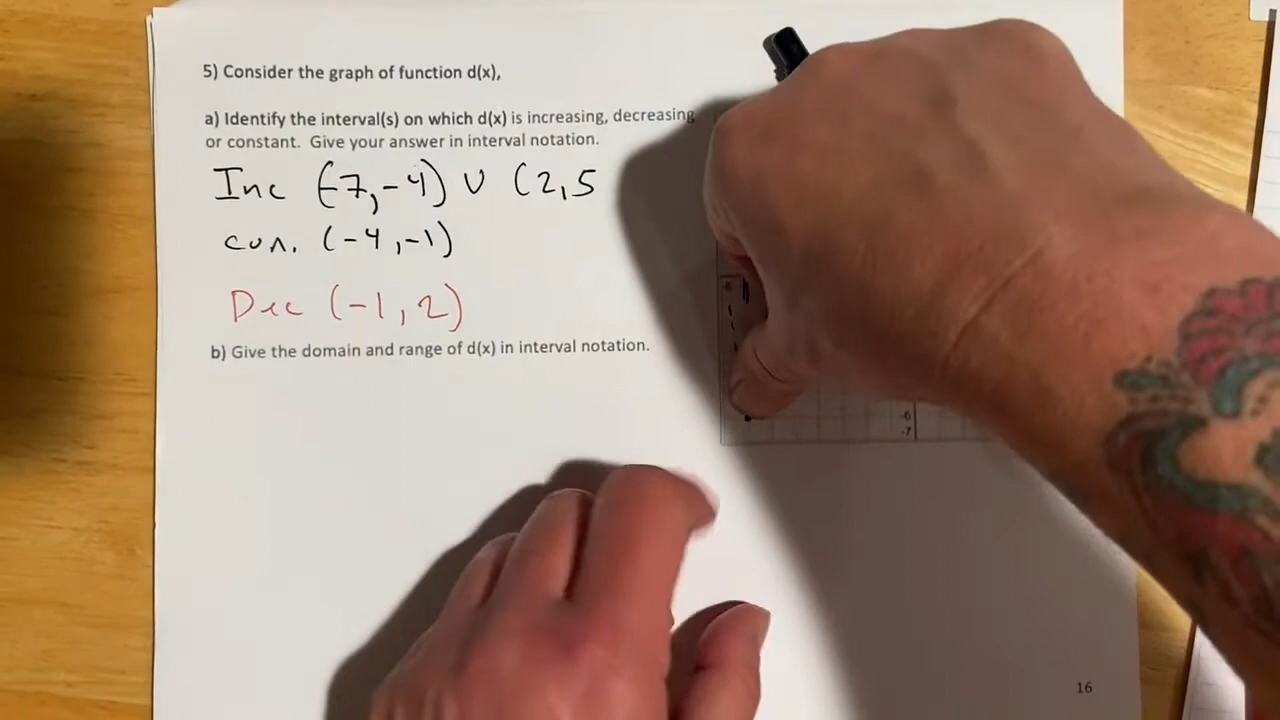 5) Consider the graph of function d(x),
a) Identify the interval(s) on which d(x) is increasing, decreasing
or constant. Give your answer in interval notation.
Inc (-7,-4) ∪ (2,5
con. (-4,-1)
Dec (-1,2)
b) Give the domain and range of d(x) in interval notation.
-6
-7
16